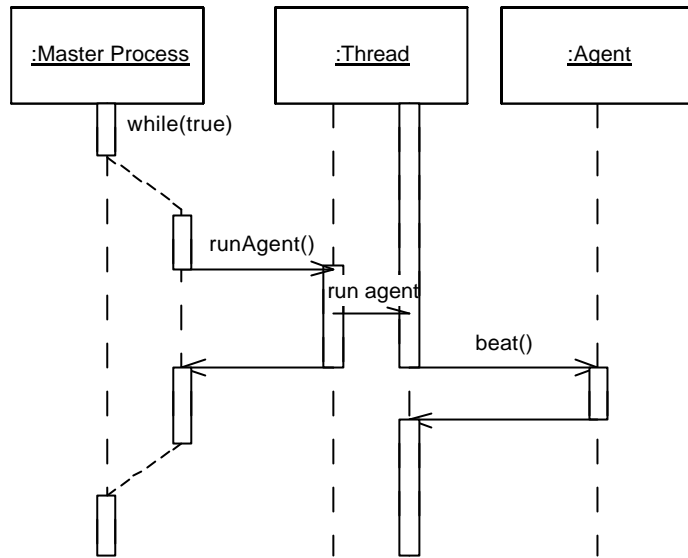 :Master Process
:Thread
:Agent
while(true)
runAgent()
run agent
beat()